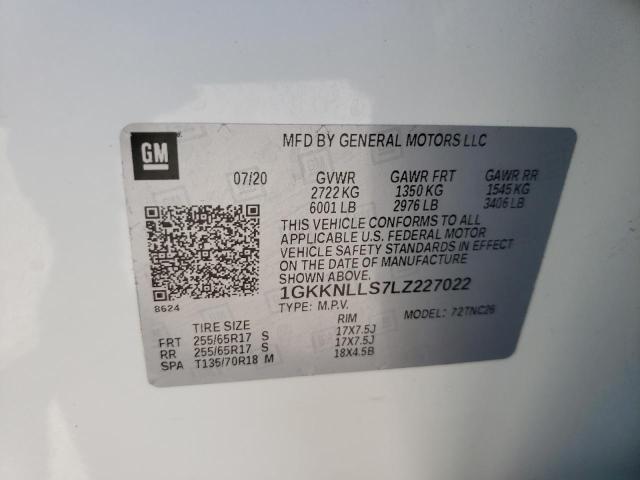 GM
MFD BY GENERAL MOTORS LLC
07/20 GVWR GAWR FRT GAWR RR
2722 KG 1350 KG 1545 KG
6001 LB 2976 LB 3406 LB
THIS VEHICLE CONFORMS TO ALL
APPLICABLE U.S. FEDERAL MOTOR
VEHICLE SAFETY STANDARDS IN EFFECT
ON THE DATE OF MANUFACTURE
SHOWN ABOVE.
8624
1GKKNLLS7LZ227022
TYPE: M.P.V. MODEL: 72TNC26
TIRE SIZE RIM
FRT 255/65R17 S 17X7.5J
RR 255/65R17 S 17X7.5J
SPA T135/70R18 M 18X4.5B